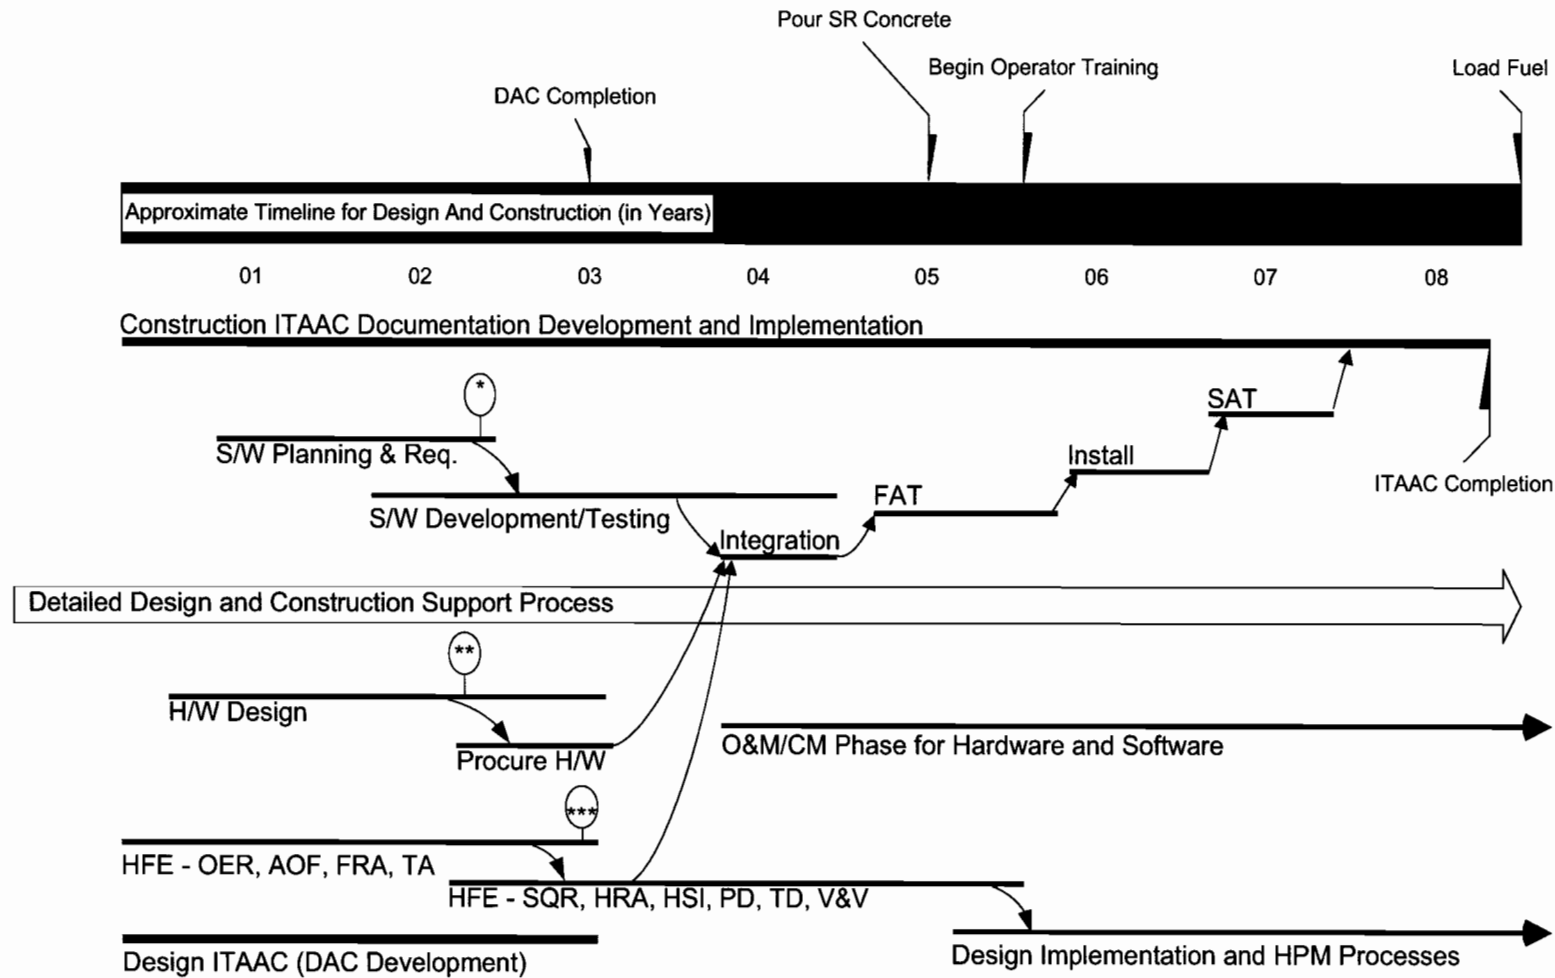 Pour SR Concrete
Begin Operator Training
Load Fuel
DAC Completion
Approximate Timeline for Design And Construction (in Years)
01 02 03 04 05 06 07 08
Construction ITAAC Documentation Development and Implementation
*
SAT
S/W Planning & Req.
Install
ITAAC Completion
FAT
S/W Development/Testing
Integration
Detailed Design and Construction Support Process
**
H/W Design
O&M/CM Phase for Hardware and Software
Procure H/W
***
HFE - OER, AOF, FRA, TA
HFE - SQR, HRA, HSI, PD, TD, V&V
Design Implementation and HPM Processes
Design ITAAC (DAC Development)